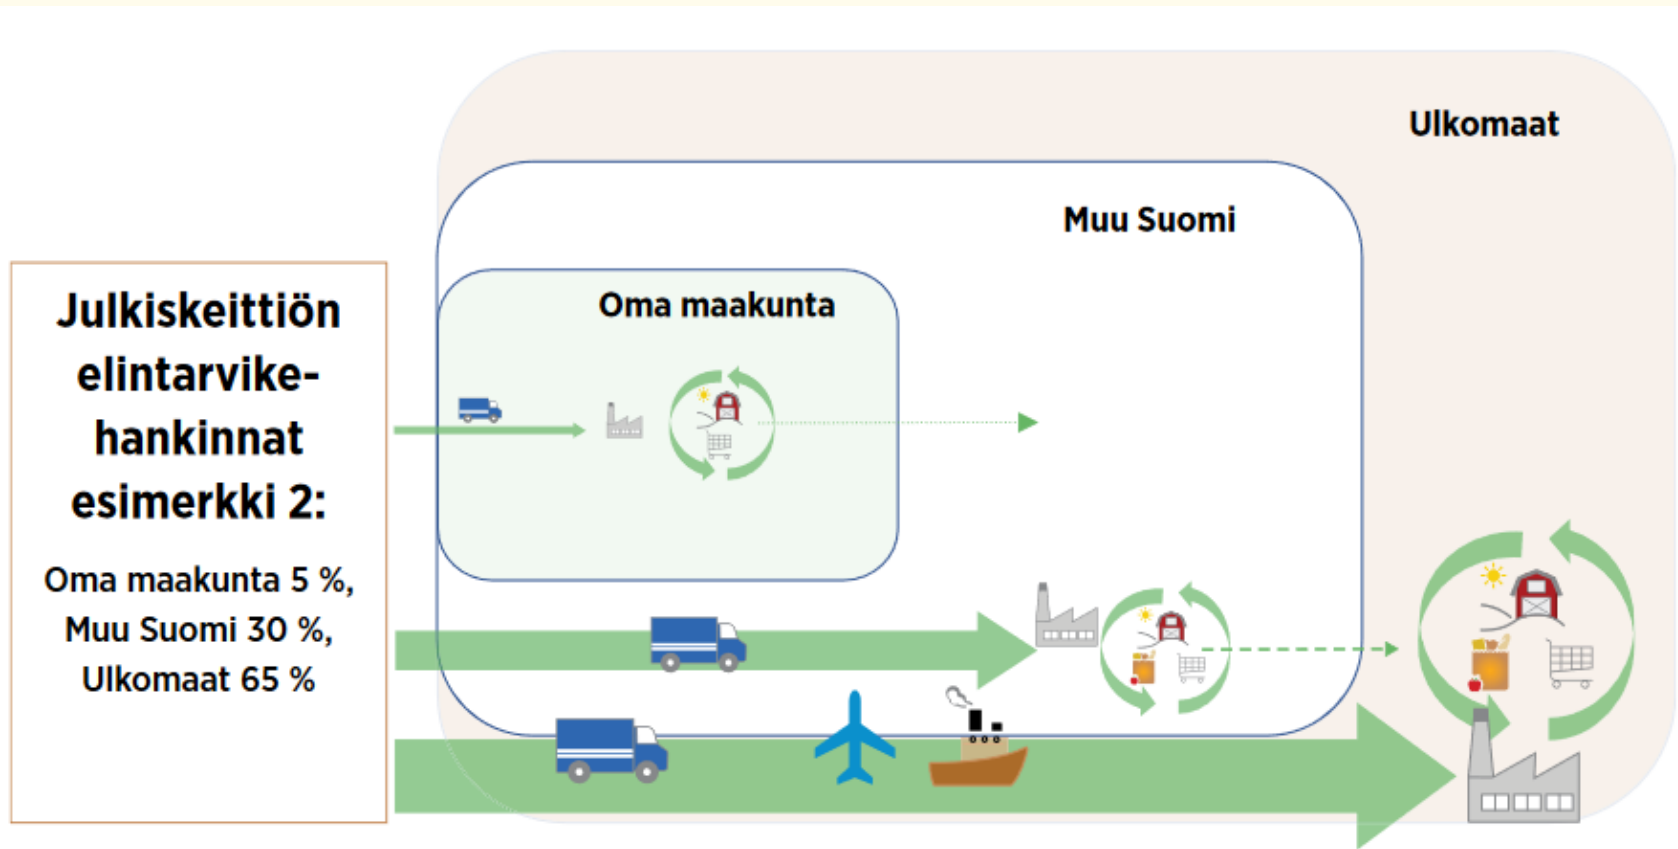 Ulkomaat
Muu Suomi
Oma maakunta
Julkiskeittiön
elintarvike-
hankinnat
esimerkki 2:
Oma maakunta 5 %,
Muu Suomi 30 %,
Ulkomaat 65 %